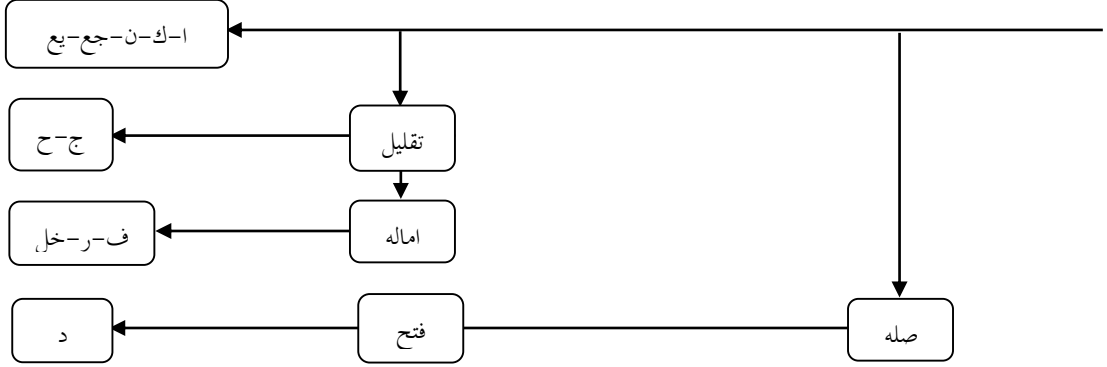 ا-ك-ن-جع-يع
تقليل
ج-ح
اماله
ف-ر-خل
صله
فتح
د